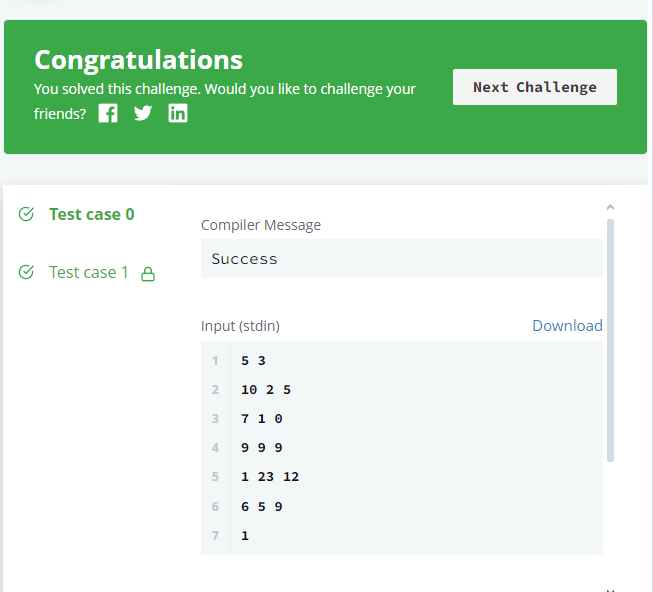 Congratulations
You solved this challenge. Would you like to challenge your
friends?
Next Challenge
Test case 0
Test case 1
Compiler Message
Success
Input (stdin)
Download
1 5 3
2 10 2 5
3 7 1 0
4 9 9 9
5 1 23 12
6 6 5 9
7 1